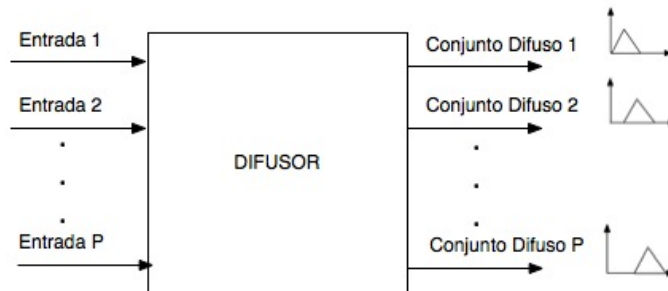 Entrada 1
Conjunto Difuso 1
Entrada 2
Conjunto Difuso 2
DIFUSOR
Entrada P
Conjunto Difuso P